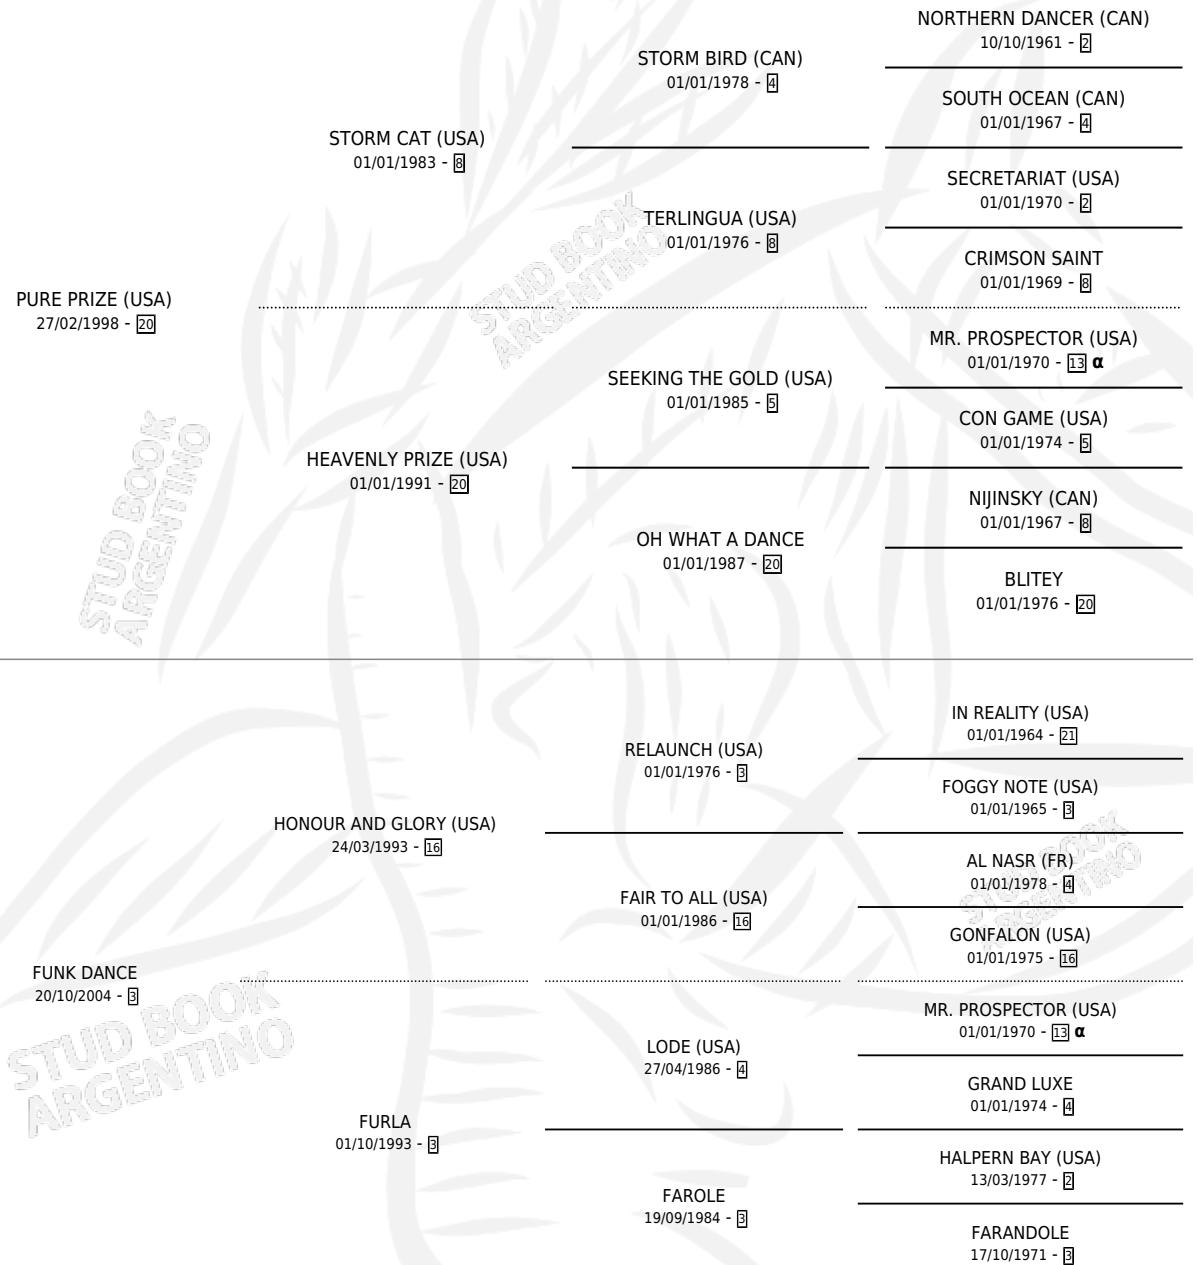 NORTHERN DANCER (CAN)
10/10/1961 - 2
STORM BIRD (CAN)
01/01/1978 - 4
SOUTH OCEAN (CAN)
01/01/1967 - 4
STORM CAT (USA)
01/01/1983 - 8
SECRETARIAT (USA)
01/01/1970 - 2
TERLINGUA (USA)
01/01/1976 - 8
CRIMSON SAINT
01/01/1969 - 8
PURE PRIZE (USA)
27/02/1998 - 20
MR. PROSPECTOR (USA)
01/01/1970 - 13 α
SEEKING THE GOLD (USA)
01/01/1985 - 5
CON GAME (USA)
01/01/1974 - 5
HEAVENLY PRIZE (USA)
01/01/1991 - 20
NIJINSKY (CAN)
01/01/1967 - 8
OH WHAT A DANCE
01/01/1987 - 20
BLITEY
01/01/1976 - 20
IN REALITY (USA)
01/01/1964 - 21
RELAUNCH (USA)
01/01/1976 - 3
FOGGY NOTE (USA)
01/01/1965 - 3
HONOUR AND GLORY (USA)
24/03/1993 - 16
AL NASR (FR)
01/01/1978 - 4
FAIR TO ALL (USA)
01/01/1986 - 16
GONFALON (USA)
01/01/1975 - 16
FUNK DANCE
20/10/2004 - 3
MR. PROSPECTOR (USA)
01/01/1970 - 13 α
LODE (USA)
27/04/1986 - 4
GRAND LUXE
01/01/1974 - 4
FURLA
01/10/1993 - 3
HALPERN BAY (USA)
13/03/1977 - 2
FAROLE
19/09/1984 - 3
FARANDOLE
17/10/1971 - 3
STUD BOOK
ARGENTINO
STUD BOOK
ARGENTINO
STUD BOOK
ARGENTINO
STUD BOOK
ARGENTINO